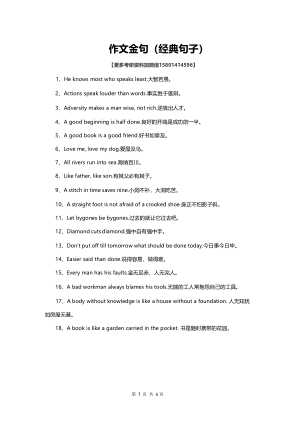 作文金句（经典句子）
【更多考研资料加微信15801414596】
1、He knows most who speaks least.大智若愚。
2、Actions speak louder than words.事实胜于雄辩。
3、Adversity makes a man wise, not rich.逆境出人才。
4、A good beginning is half done.良好的开端是成功的一半。
5、A good book is a good friend.好书如挚友。
6、Love me, love my dog.爱屋及乌。
7、All rivers run into sea.海纳百川。
8、Like father, like son.有其父必有其子。
9、A stitch in time saves nine.小洞不补，大洞吃苦。
10、A straight foot is not afraid of a crooked shoe.身正不怕影子斜。
11、Let bygones be bygones.过去的就让它过去吧。
12、Diamond cuts diamond.强中自有强中手。
13、Don't put off till tomorrow what should be done today.今日事今日毕。
14、Easier said than done.说得容易，做得难。
15、Every man has his faults.金无足赤，人无完人。
16、A bad workman always blames his tools.无能的工人常抱怨自己的工具。
17、A body without knowledge is like a house without a foundation. 人无知犹
如房屋无基。
18、A book is like a garden carried in the pocket. 书是随时携带的花园。
第 1 页 共 6 页